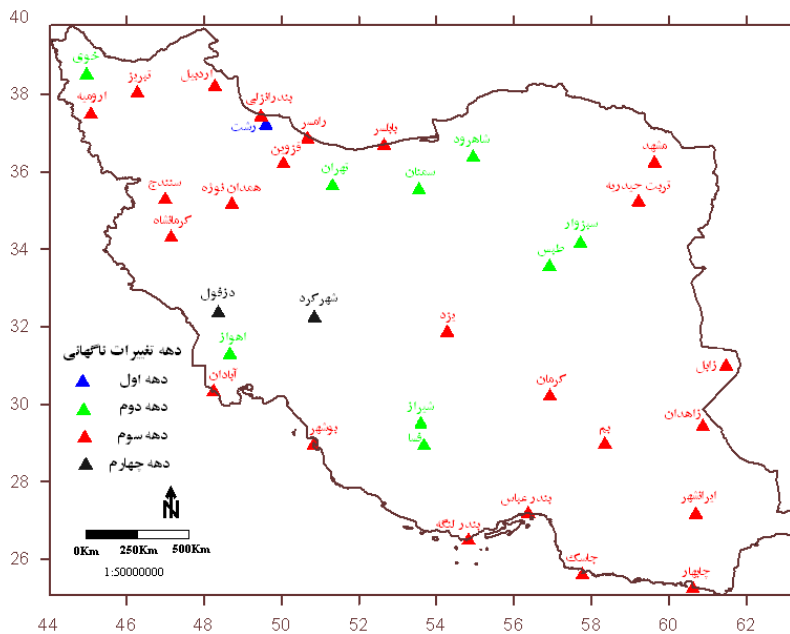 40
38
36
34
32
30
28
26
44
46
48
50
52
54
56
58
60
62
خوی
تبریز
اردبیل
ارومیه
بندرانزلی
رشت
رامسر
بابلسر
قزوین
شاهرود
مشهد
تهران
سمنان
تربت حیدریه
سنندج
همدان نوژه
کرمانشاه
سبزوار
طبس
دزفول
شهرکرد
یزد
اهواز
زابل
آبادان
کرمان
شیراز
زاهدان
فسا
بوشهر
بم
ایرانشهر
بندرعباس
بندر لنگه
جاسک
چابهار
دهه تغییرات ناگهانی
دهه اول
دهه دوم
دهه سوم
دهه چهارم
N
0Km 250Km 500Km
1:50000000